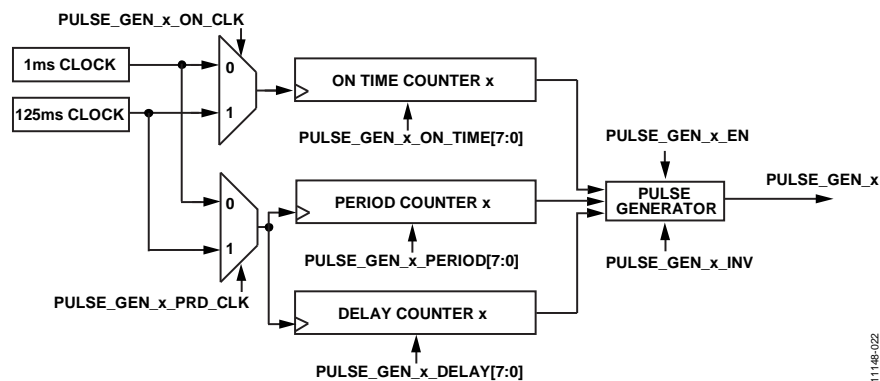 PULSE_GEN_x_ON_CLK
1ms CLOCK
0
ON TIME COUNTER x
125ms CLOCK
1
PULSE_GEN_x_ON_TIME[7:0]
PULSE_GEN_x_EN
PULSE_GEN_x
0
PERIOD COUNTER x
PULSE
GENERATOR
1
PULSE_GEN_x_PERIOD[7:0]
PULSE_GEN_x_INV
PULSE_GEN_x_PRD_CLK
DELAY COUNTER x
PULSE_GEN_x_DELAY[7:0]
11148-022